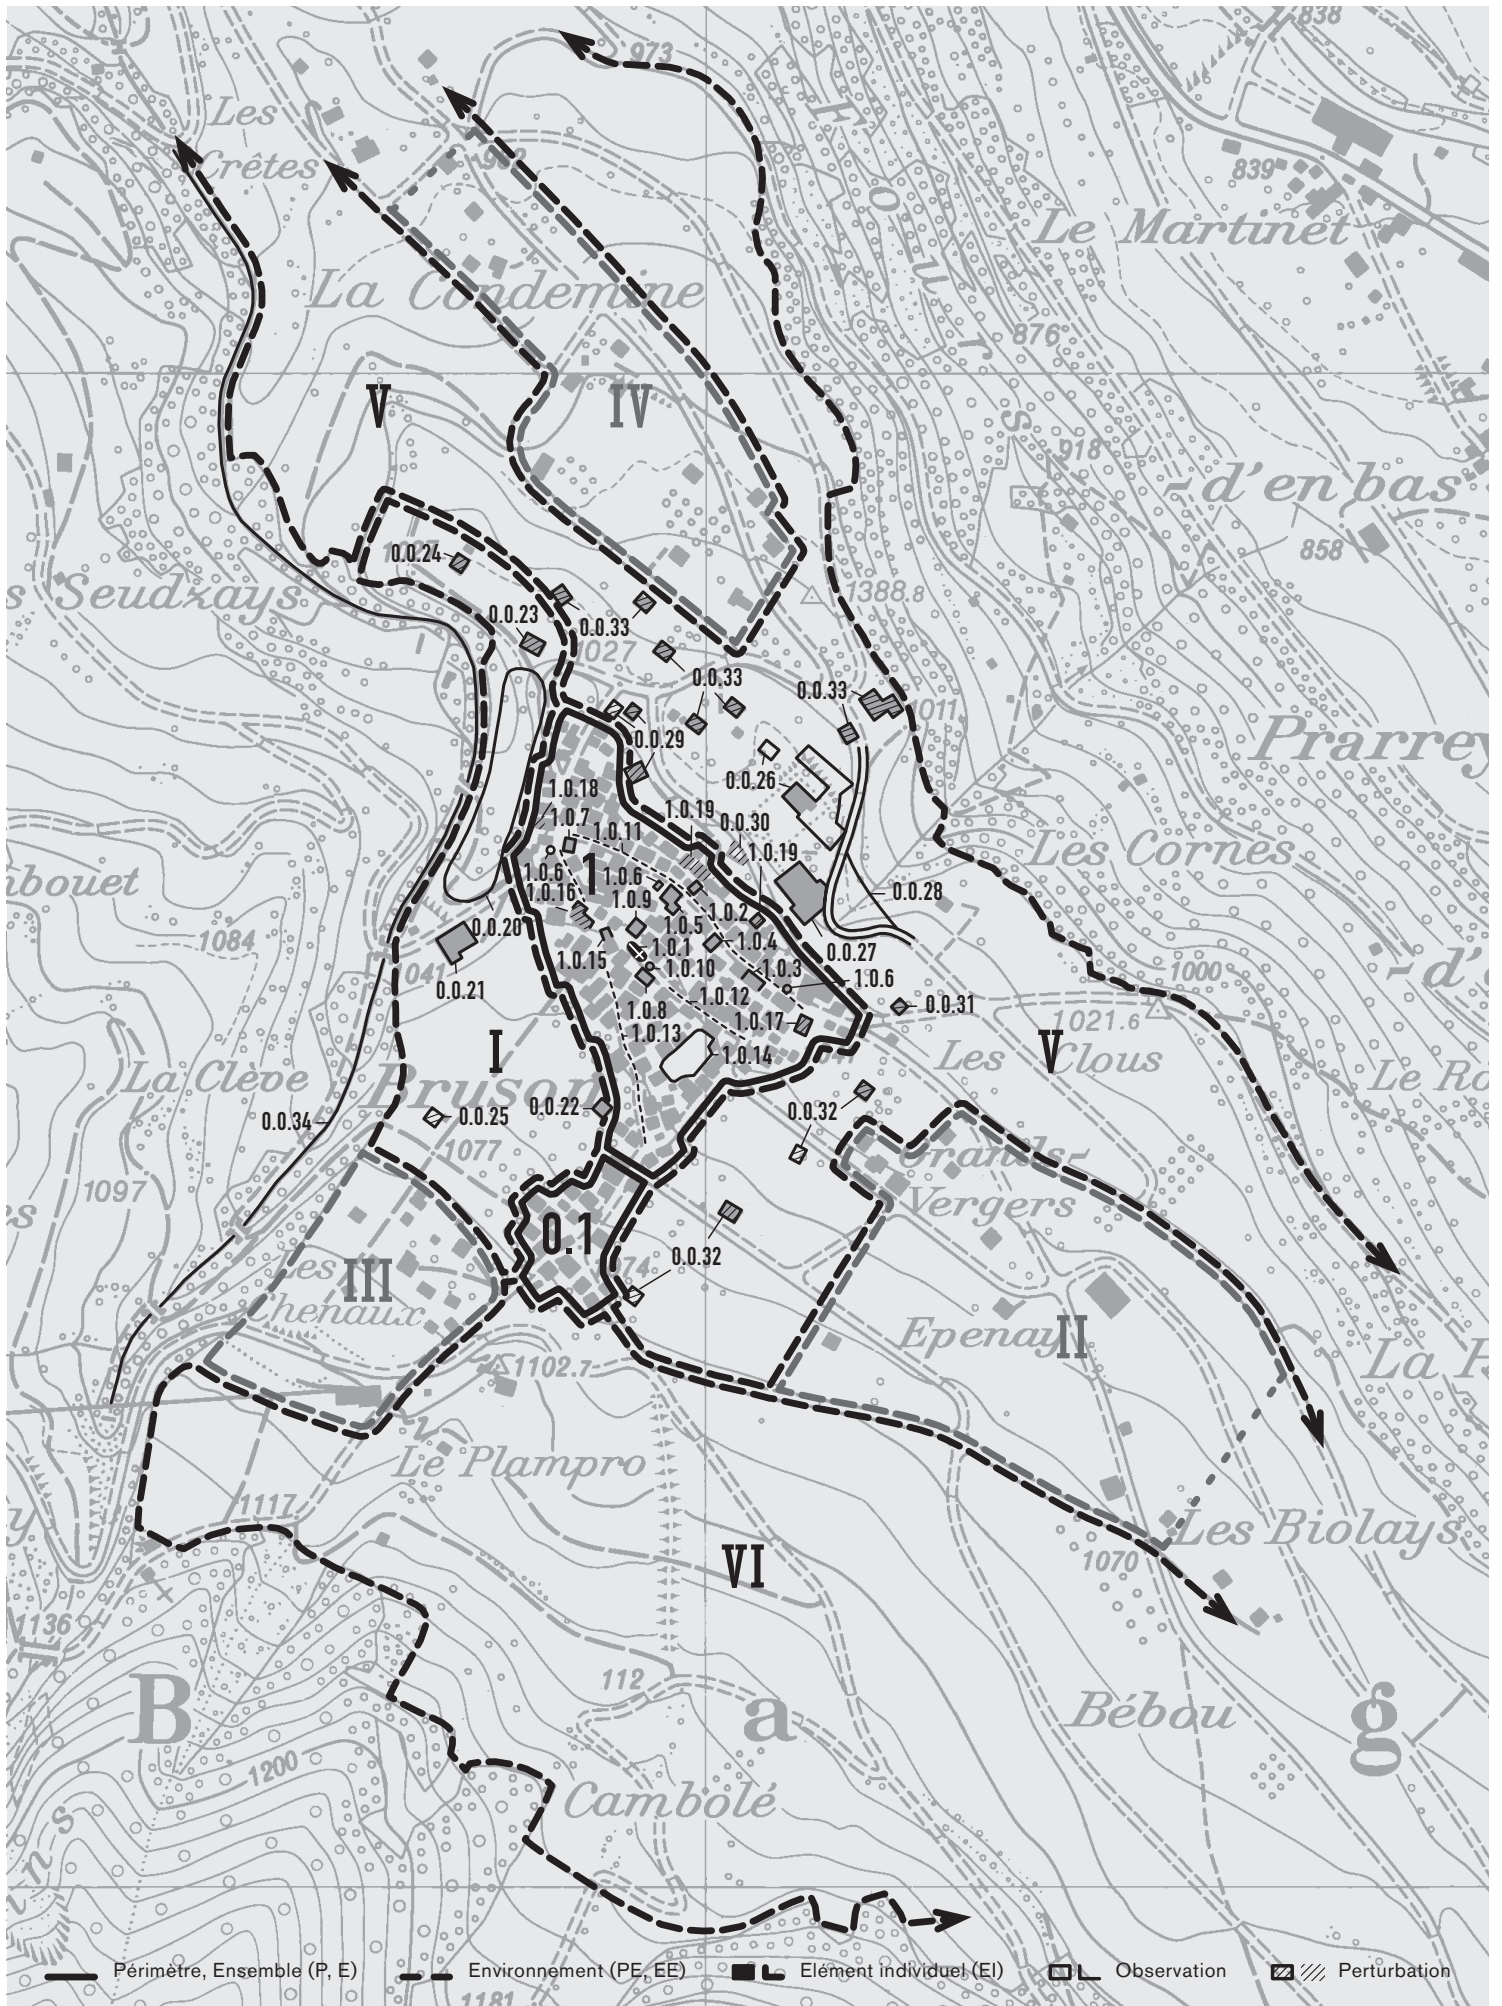 838
973
Les
Crêtes
839
Le Martinet
La Condemine
876
V
IV
918
-d'en bas
858
0.0.24
s Seudzays
1388.8
0.0.23
0.0.33
1027
0.0.33
0.0.33
1011
0.0.29
Prarrey
0.0.26
1.0.18
1.0.7
1.0.11
1.0.19
0.0.30
1.0.19
Les Cornes
1
1.0.6
1.0.6
bouet
1.0.16
1.0.9
0.0.28
1.0.2
0.0.20
1.0.5
1084
1.0.4
1.0.1
0.0.27
1.0.15
1.0.10
1.0.3
1041
1.0.6
1000
-d'e
0.0.21
1.0.12
0.0.31
1.0.8
1.0.17
1021.6
1.0.13
I
V
1.0.14
Les Clous
La Clève
Bruson
Le Ro
0.0.34
0.0.25
0.0.22
0.0.32
1077
Grands-
1097
Vergers
es
0.1
0.0.32
Les
III
Chenaux
Epenay
II
1102.7
La P
Le Plampro
1117
y
Les Biolays
VI
1070
1136
112
B
a
g
Bébou
1200
Cambolé
ins
Périmètre, Ensemble (P, E) Environnement (PE, EE) Elément individuel (EI) Observation Perturbation
1181